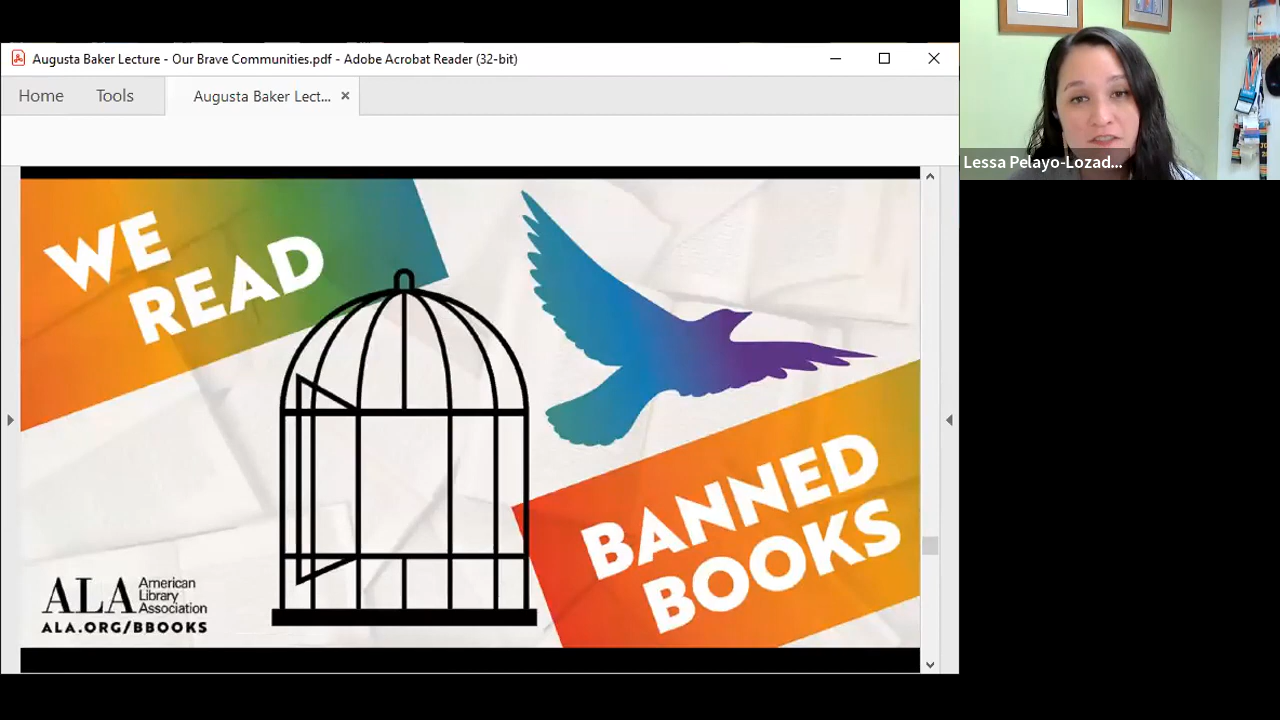 Augusta Baker Lecture - Our Brave Communities.pdf - Adobe Acrobat Reader (32-bit)
Home
Tools
Augusta Baker Lect...
WE
READ
BANNED
BOOKS
ALA American
Library
Association
ALA.ORG/BBOOKS
Lessa Pelayo-Lozad...